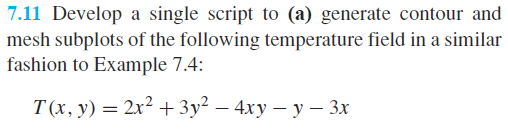 7.11 Develop a single script to (a) generate contour and
mesh subplots of the following temperature field in a similar
fashion to Example 7.4:
T(x, y) = 2x² + 3y² − 4xy − y − 3x